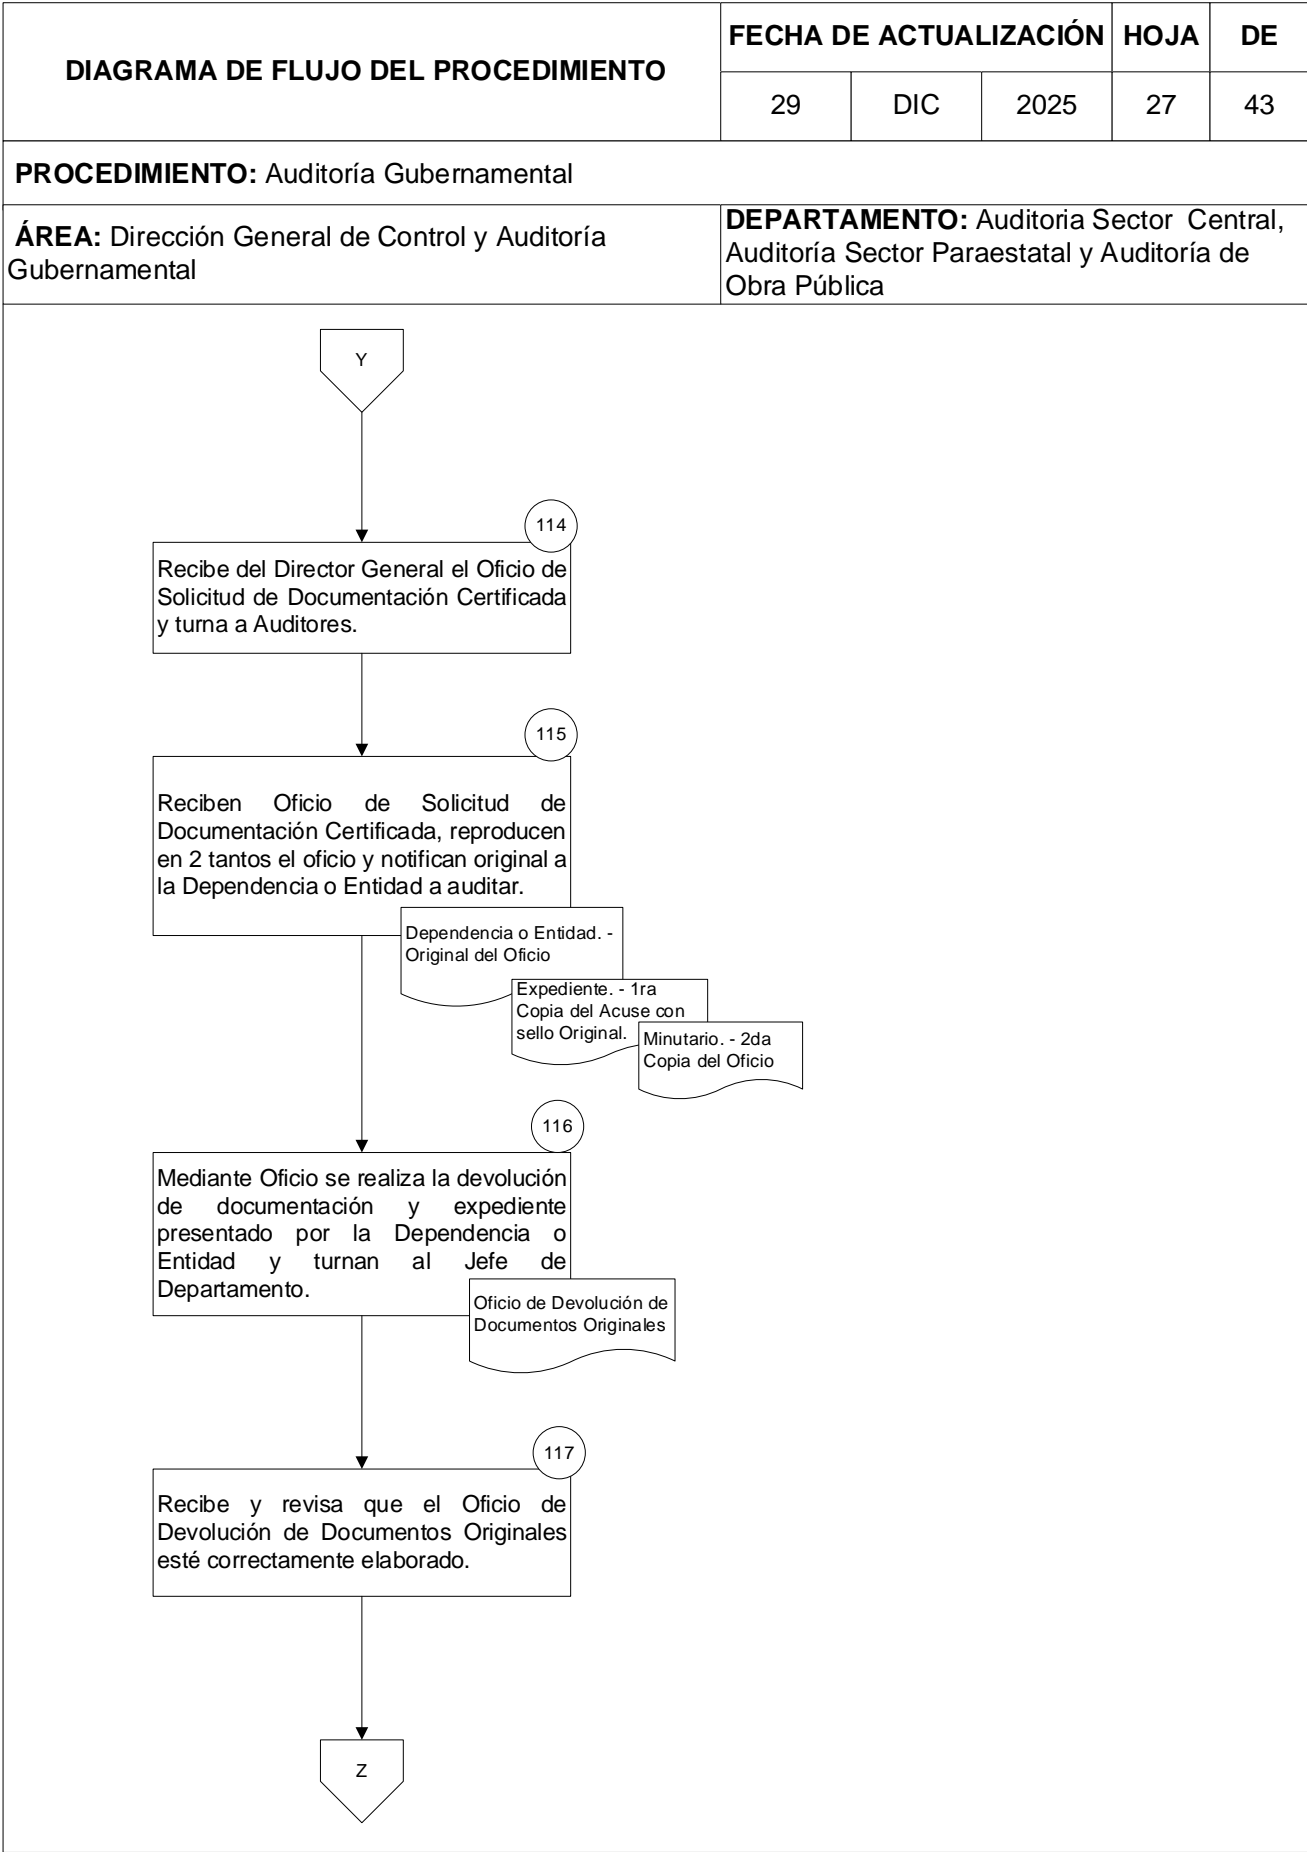 DIAGRAMA DE FLUJO DEL PROCEDIMIENTO
FECHA DE ACTUALIZACIÓN HOJA DE
29 DIC 2025 27 43
PROCEDIMIENTO: Auditoría Gubernamental
ÁREA: Dirección General de Control y Auditoría
Gubernamental
DEPARTAMENTO: Auditoria Sector Central,
Auditoría Sector Paraestatal y Auditoría de
Obra Pública
Y
114
Recibe del Director General el Oficio de
Solicitud de Documentación Certificada
y turna a Auditores.
115
Reciben Oficio de Solicitud de
Documentación Certificada, reproducen
en 2 tantos el oficio y notifican original a
la Dependencia o Entidad a auditar.
Dependencia o Entidad. -
Original del Oficio
Expediente. - 1ra
Copia del Acuse con
sello Original.
Minutario. - 2da
Copia del Oficio
116
Mediante Oficio se realiza la devolución
de documentación y expediente
presentado por la Dependencia o
Entidad y turnan al Jefe de
Departamento.
Oficio de Devolución de
Documentos Originales
117
Recibe y revisa que el Oficio de
Devolución de Documentos Originales
esté correctamente elaborado.
Z